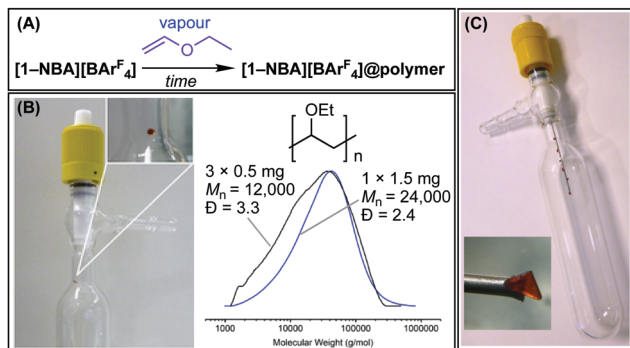 (A)
vapour
O
[1–NBA][BArF4]
time
[1–NBA][BArF4]@polymer
(B)
OEt
n
3 × 0.5 mg
Mn = 12,000
Đ = 3.3
1 × 1.5 mg
Mn = 24,000
Đ = 2.4
1000
10000
100000
1000000
Molecular Weight (g/mol)
(C)